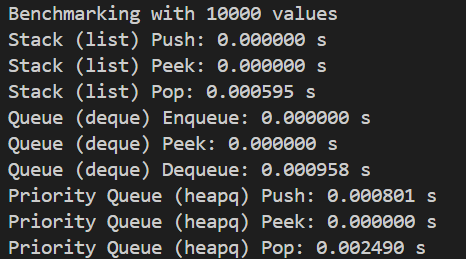 Benchmarking with 10000 values
Stack (list) Push: 0.000000 s
Stack (list) Peek: 0.000000 s
Stack (list) Pop: 0.000595 s
Queue (deque) Enqueue: 0.000000 s
Queue (deque) Peek: 0.000000 s
Queue (deque) Dequeue: 0.000958 s
Priority Queue (heapq) Push: 0.000801 s
Priority Queue (heapq) Peek: 0.000000 s
Priority Queue (heapq) Pop: 0.002490 s